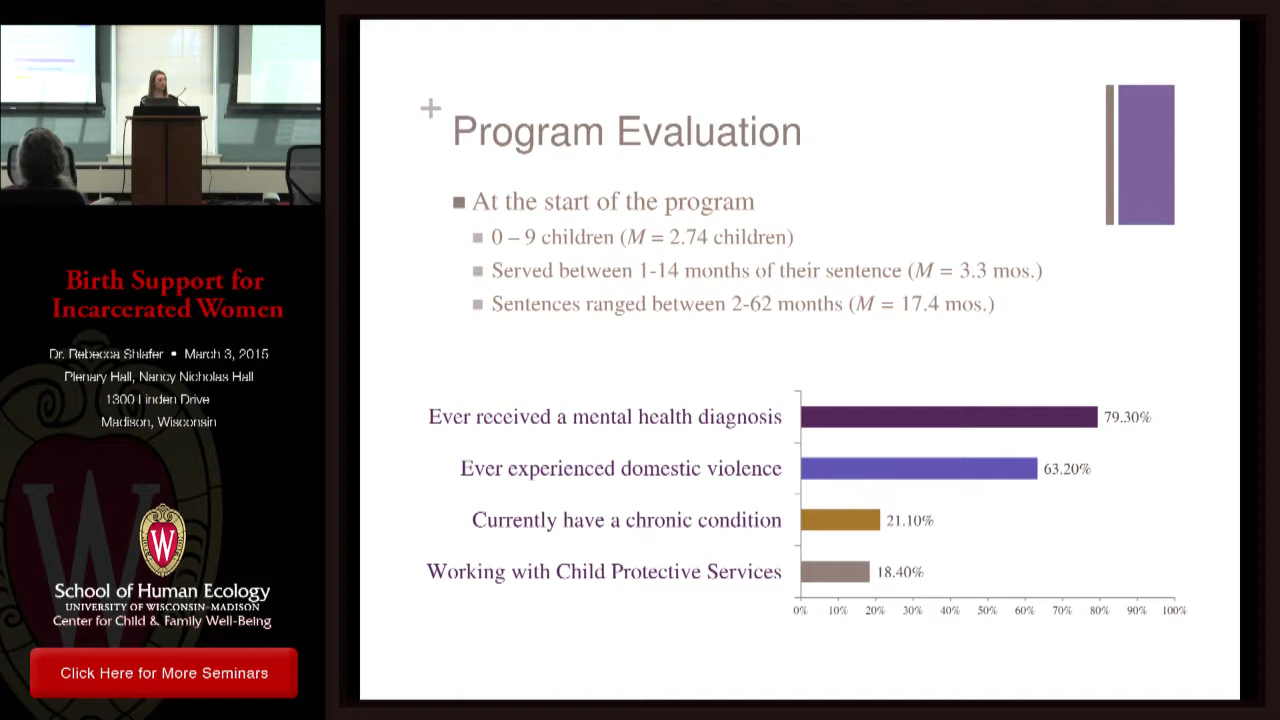 Birth Support for
Incarcerated Women
Dr. Rebecca Shlafer • March 3, 2015
Plenary Hall, Nancy Nicholas Hall
1300 Linden Drive
Madison, Wisconsin
W
School of Human Ecology
UNIVERSITY OF WISCONSIN–MADISON
Center for Child & Family Well-Being
Click Here for More Seminars
+
Program Evaluation
At the start of the program
0 – 9 children (M = 2.74 children)
Served between 1-14 months of their sentence (M = 3.3 mos.)
Sentences ranged between 2-62 months (M = 17.4 mos.)
Ever received a mental health diagnosis 79.30%
Ever experienced domestic violence 63.20%
Currently have a chronic condition 21.10%
Working with Child Protective Services 18.40%
0% 10% 20% 30% 40% 50% 60% 70% 80% 90% 100%